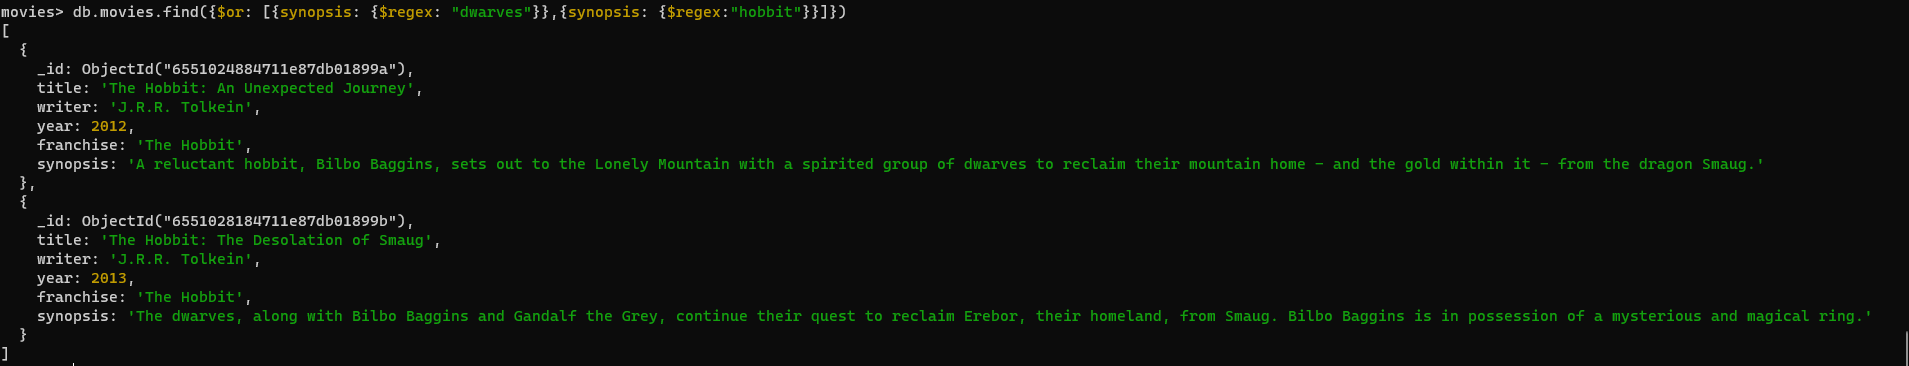 movies> db.movies.find({$or: [{synopsis: {$regex: "dwarves"}},{synopsis: {$regex:"hobbit"}}]})
[
  {
    _id: ObjectId("6551024884711e87db01899a"),
    title: 'The Hobbit: An Unexpected Journey',
    writer: 'J.R.R. Tolkein',
    year: 2012,
    franchise: 'The Hobbit',
    synopsis: 'A reluctant hobbit, Bilbo Baggins, sets out to the Lonely Mountain with a spirited group of dwarves to reclaim their mountain home - and the gold within it - from the dragon Smaug.'
  },
  {
    _id: ObjectId("6551028184711e87db01899b"),
    title: 'The Hobbit: The Desolation of Smaug',
    writer: 'J.R.R. Tolkein',
    year: 2013,
    franchise: 'The Hobbit',
    synopsis: 'The dwarves, along with Bilbo Baggins and Gandalf the Grey, continue their quest to reclaim Erebor, their homeland, from Smaug. Bilbo Baggins is in possession of a mysterious and magical ring.'
  }
]